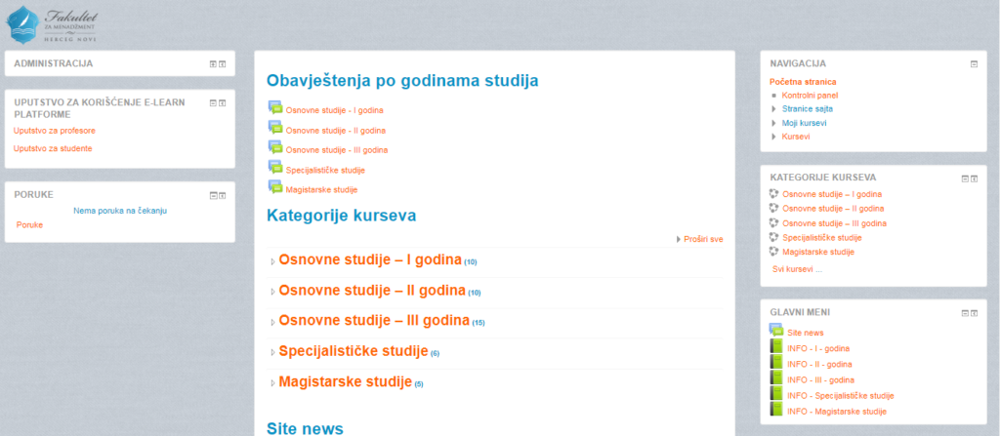 Fakultet
ZA MENADŽMENT
HERCEG NOVI
ADMINISTRACIJA
UPUTSTVO ZA KORIŠĆENJE E-LEARN
PLATFORME
Uputstvo za profesore
Uputstvo za studente
PORUKE
Nema poruka na čekanju
Poruke
Obavještenja po godinama studija
Osnovne studije - I godina
Osnovne studije - II godina
Osnovne studije - III godina
Specijalističke studije
Magistarske studije
Kategorije kurseva
Proširi sve
Osnovne studije – I godina (10)
Osnovne studije – II godina (10)
Osnovne studije – III godina (15)
Specijalističke studije (6)
Magistarske studije (5)
Site news
NAVIGACIJA
Početna stranica
Kontrolni panel
Stranice sajta
Moji kursevi
Kursevi
KATEGORIJE KURSEVA
Osnovne studije – I godina
Osnovne studije – II godina
Osnovne studije – III godina
Specijalističke studije
Magistarske studije
Svi kursevi ...
GLAVNI MENI
Site news
INFO - I - godina
INFO - II - godina
INFO - III - godina
INFO - Specijalističke studije
INFO - Magistarske studije